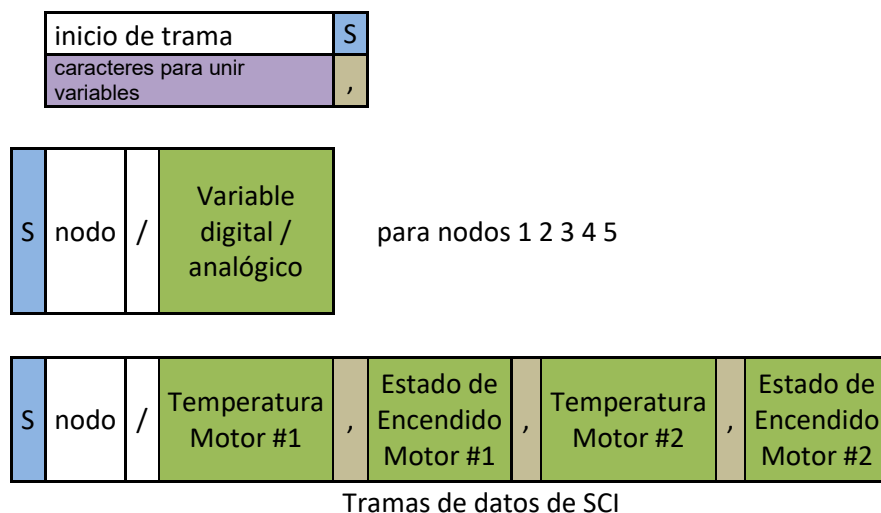 inicio de trama S
caracteres para unir
variables ,
S nodo / Variable
digital /
analógico
para nodos 1 2 3 4 5
S nodo / Temperatura
Motor #1
,
Estado de
Encendido
Motor #1
,
Temperatura
Motor #2
,
Estado de
Encendido
Motor #2
Tramas de datos de SCI